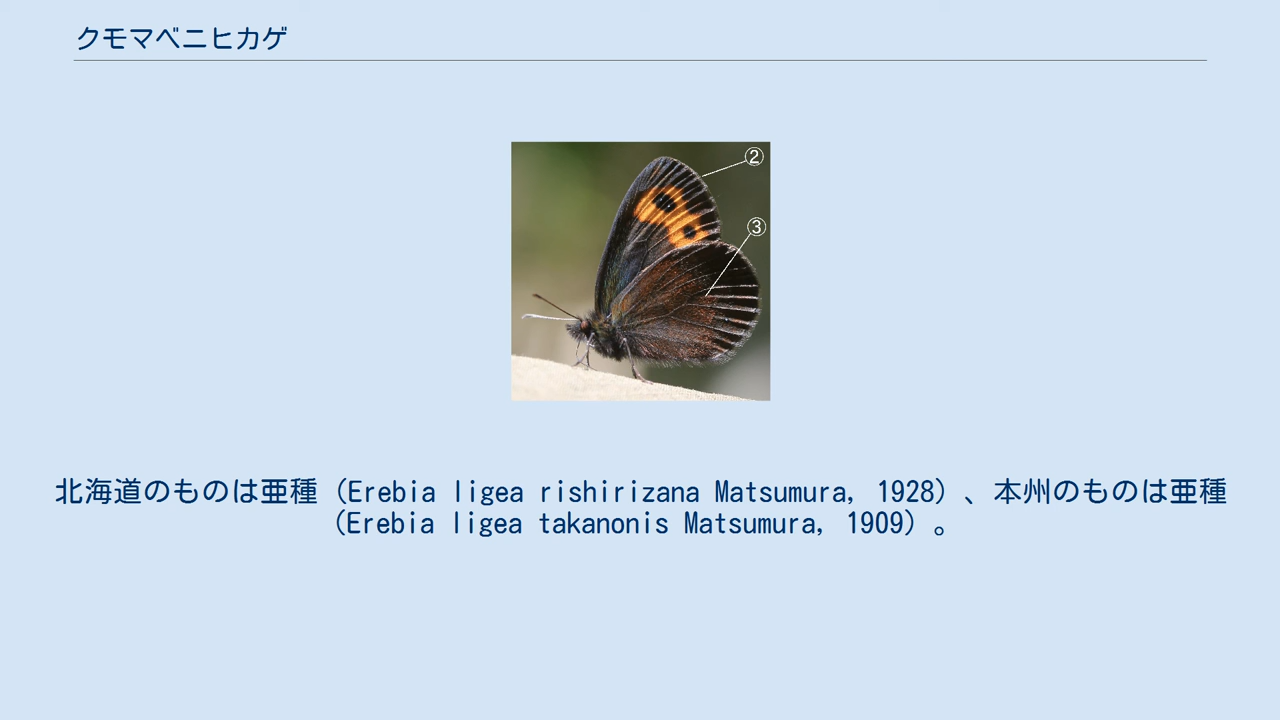 クモマベニヒカゲ
②
③
北海道のものは亜種（Erebia ligea rishirizana Matsumura, 1928）、本州のものは亜種
（Erebia ligea takanonis Matsumura, 1909）。